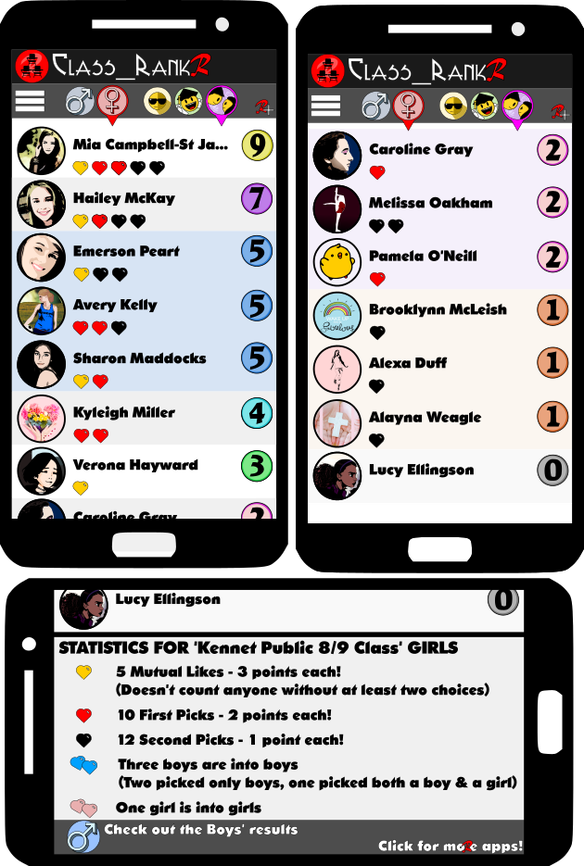 CLASS_RANKR
R+
Mia Campbell-St Ja...
9
Hailey McKay
7
Emerson Peart
5
Avery Kelly
5
Sharon Maddocks
5
Kyleigh Miller
4
Verona Hayward
3
Caroline Gray
2
CLASS_RANKR
R+
Caroline Gray
2
Melissa Oakham
2
Pamela O'Neill
2
Brooklynn McLeish
1
Alexa Duff
1
Alayna Weagle
1
Lucy Ellingson
0
Lucy Ellingson
0
STATISTICS FOR 'Kennet Public 8/9 Class' GIRLS
5 Mutual Likes - 3 points each!
(Doesn't count anyone without at least two choices)
10 First Picks - 2 points each!
12 Second Picks - 1 point each!
Three boys are into boys
(Two picked only boys, one picked both a boy & a girl)
One girl is into girls
Check out the Boys' results
Click for moRe apps!